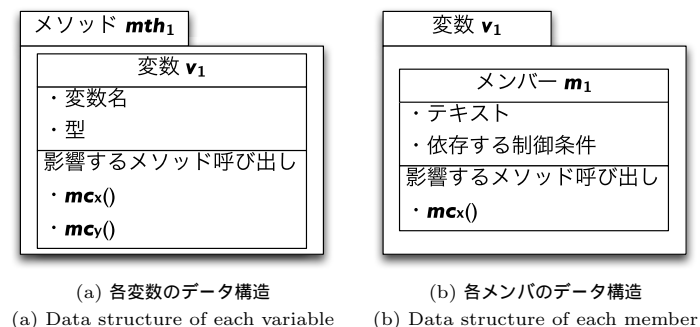 メソッド mth1
変数 v1
・変数名
・型
影響するメソッド呼び出し
・mcx()
・mcy()
(a) 各変数のデータ構造
(a) Data structure of each variable
変数 v1
メンバー m1
・テキスト
・依存する制御条件
影響するメソッド呼び出し
・mcx()
(b) 各メンバのデータ構造
(b) Data structure of each member